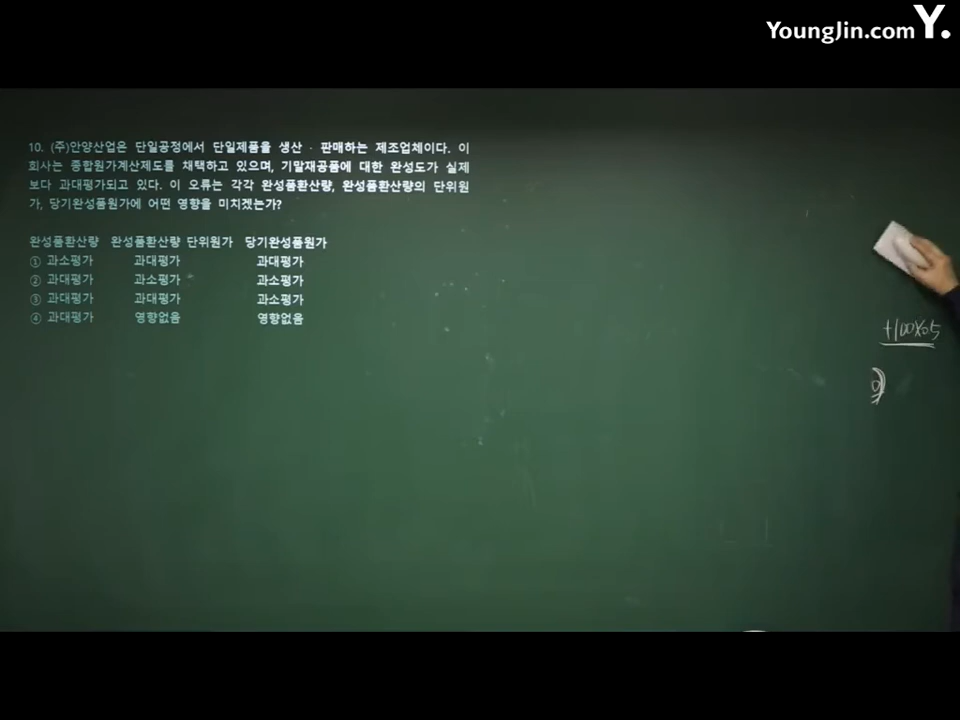 YoungJin.com Y.
10. (주)안양산업은 단일공정에서 단일제품을 생산 · 판매하는 제조업체이다. 이
회사는 종합원가계산제도를 채택하고 있으며, 기말재공품에 대한 완성도가 실제
보다 과대평가되고 있다. 이 오류는 각각 완성품환산량, 완성품환산량의 단위원
가, 당기완성품원가에 어떤 영향을 미치겠는가?
완성품환산량 완성품환산량 단위원가 당기완성품원가
① 과소평가 과대평가 과대평가
② 과대평가 과소평가 과소평가
③ 과대평가 과대평가 과소평가
④ 과대평가 영향없음 영향없음